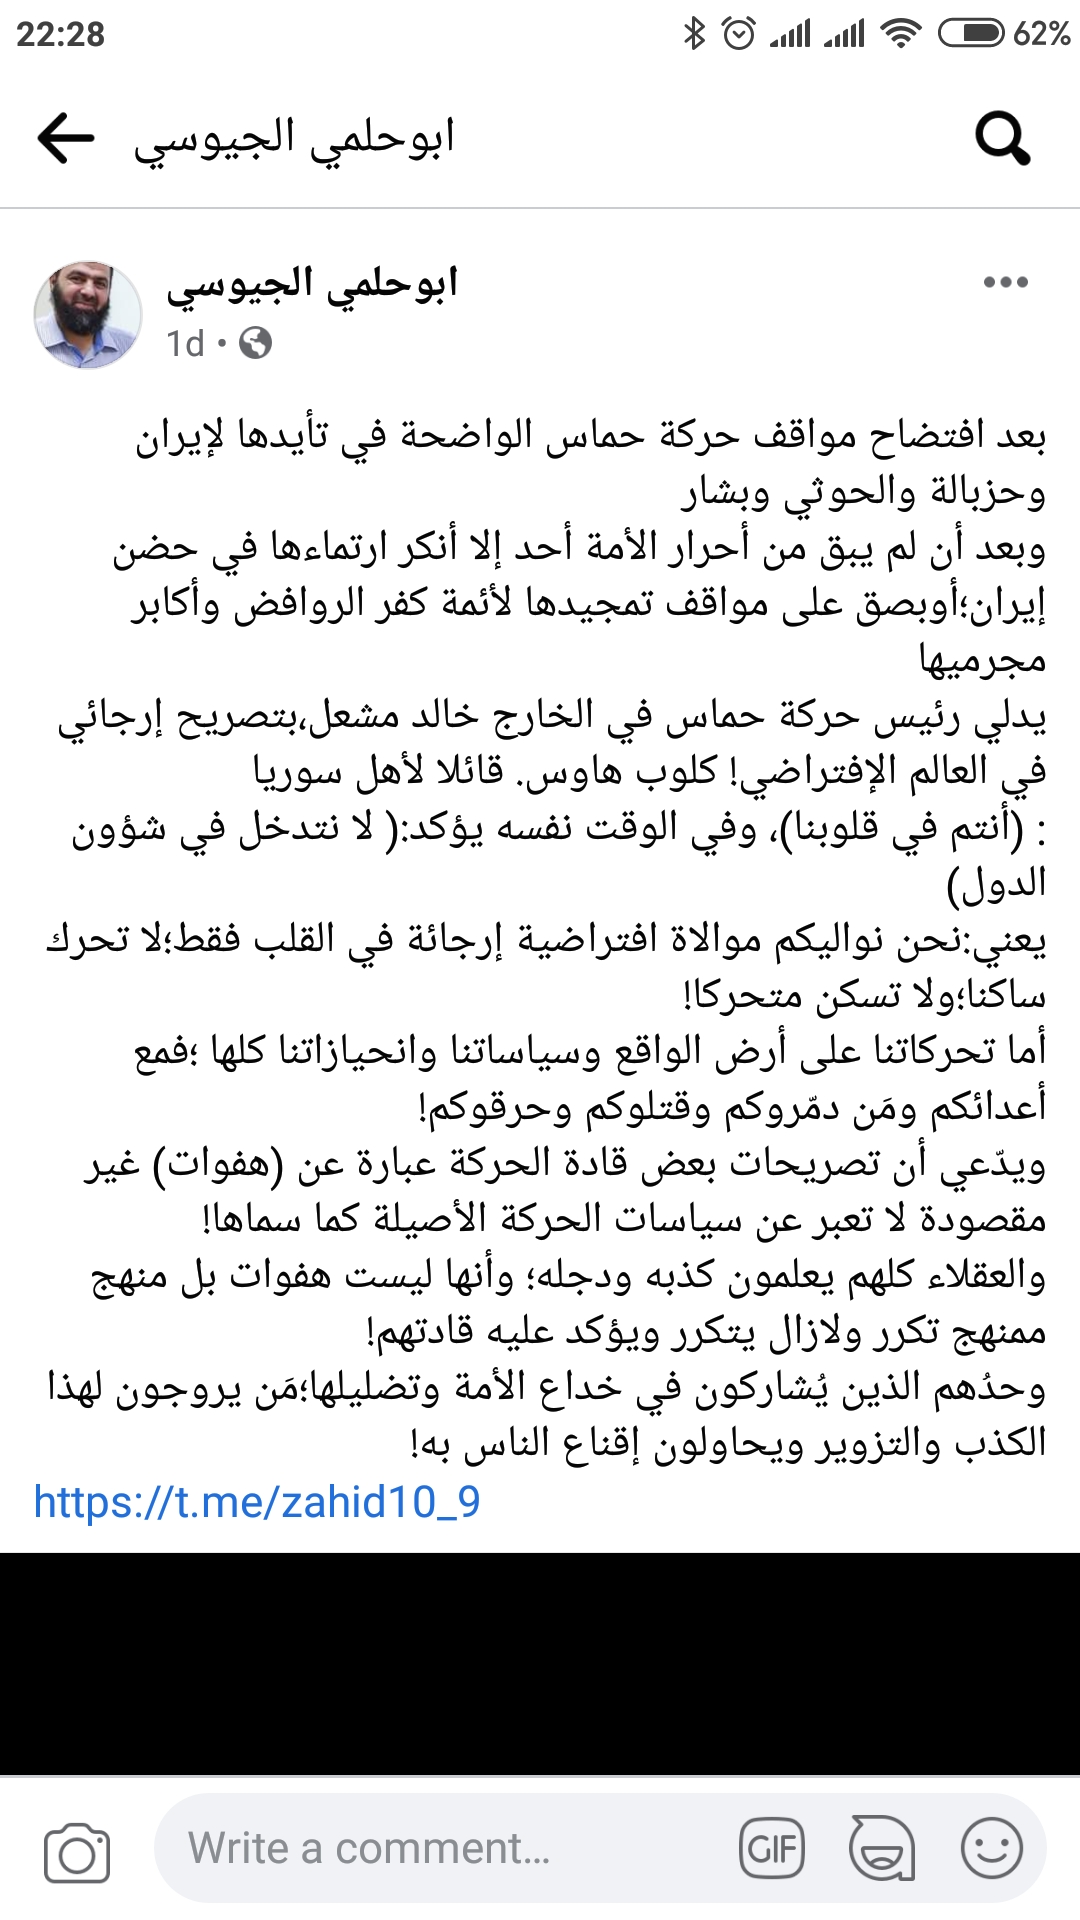 22:28
62%
ابوحلمي الجيوسي
ابوحلمي الجيوسي
1d
بعد افتضاح مواقف حركة حماس الواضحة في تأيدها لإيران
وحزبالة والحوثي وبشار
وبعد أن لم يبق من أحرار الأمة أحد إلا أنكر ارتماءها في حضن
إيران؛أوبصق على مواقف تمجيدها لأئمة كفر الروافض وأكابر
مجرميها
يدلي رئيس حركة حماس في الخارج خالد مشعل،بتصريح إرجائي
في العالم الإفتراضي! كلوب هاوس. قائلا لأهل سوريا
: (أنتم في قلوبنا)، وفي الوقت نفسه يؤكد:( لا نتدخل في شؤون
الدول)
يعني:نحن نواليكم موالاة افتراضية إرجائة في القلب فقط؛لا تحرك
ساكنا؛ولا تسكن متحركا!
أما تحركاتنا على أرض الواقع وسياساتنا وانحيازاتنا كلها ؛فمع
أعدائكم ومَن دمّروكم وقتلوكم وحرقوكم!
ويدّعي أن تصريحات بعض قادة الحركة عبارة عن (هفوات) غير
مقصودة لا تعبر عن سياسات الحركة الأصيلة كما سماها!
والعقلاء كلهم يعلمون كذبه ودجله؛ وأنها ليست هفوات بل منهج
ممنهج تكرر ولازال يتكرر ويؤكد عليه قادتهم!
وحدُهم الذين يُشاركون في خداع الأمة وتضليلها؛مَن يروجون لهذا
الكذب والتزوير ويحاولون إقناع الناس به!
https://t.me/zahid10_9
Write a comment...
GIF